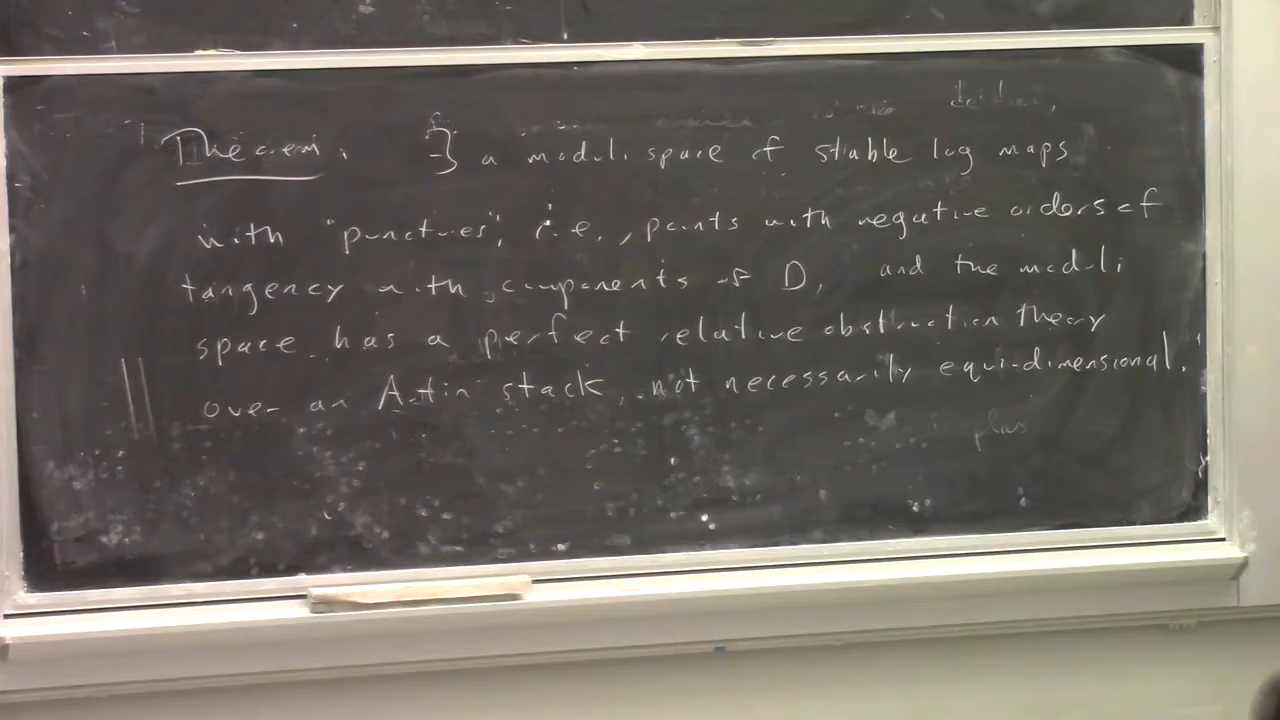 Theorem. ∃ a moduli space of stable log maps
with "punctures", i.e., points with negative orders of
tangency with components of D, and the moduli
space has a perfect relative obstruction theory
over an Artin stack, not necessarily equi-dimensional.
plus